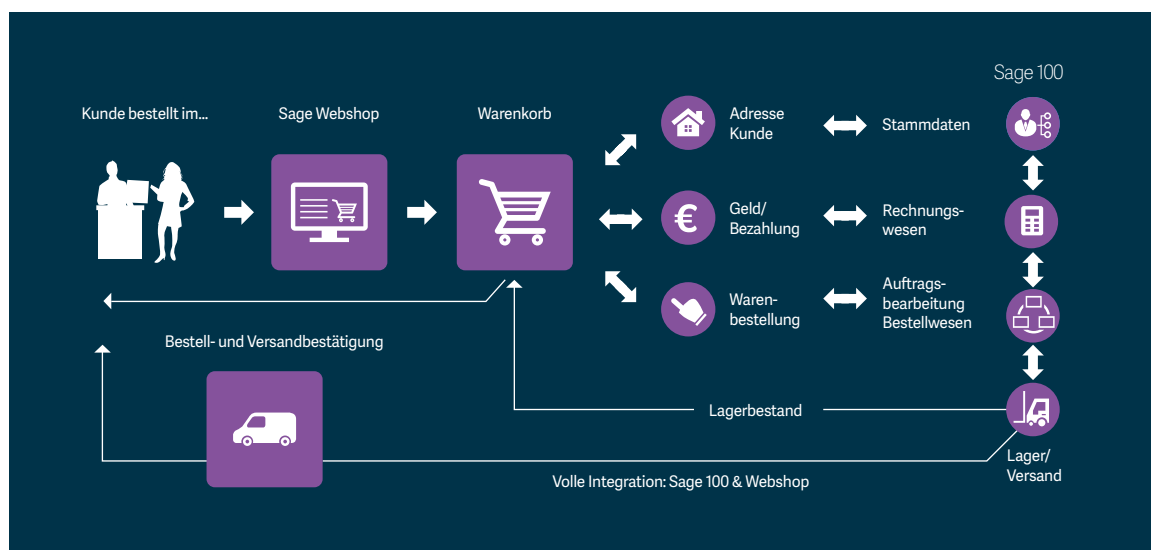 Sage 100
Kunde bestellt im...
Sage Webshop
Warenkorb
Adresse
Kunde
Stammdaten
€
Geld/
Bezahlung
Rechnungs-
wesen
Waren-
bestellung
Auftrags-
bearbeitung
Bestellwesen
Bestell- und Versandbestätigung
Lagerbestand
Lager/
Versand
Volle Integration: Sage 100 & Webshop